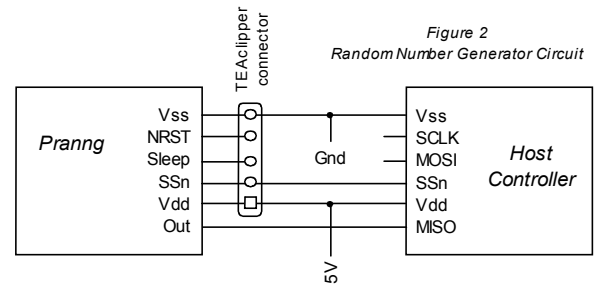 TEAclipper
connector
Figure 2
Random Number Generator Circuit
Pranng
Vss
NRST
Sleep
SSn
Vdd
Out
Gnd
5V
Vss
SCLK
MOSI
SSn
Vdd
MISO
Host
Controller